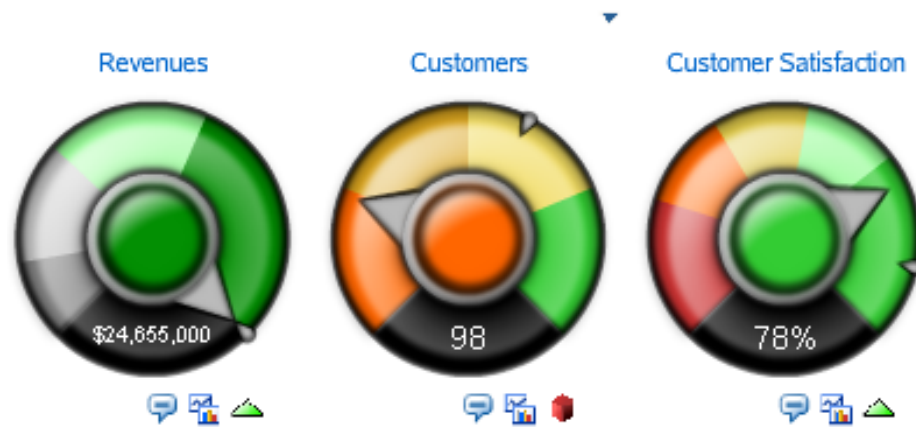 Revenues
Customers
Customer Satisfaction
$24,655,000
98
78%